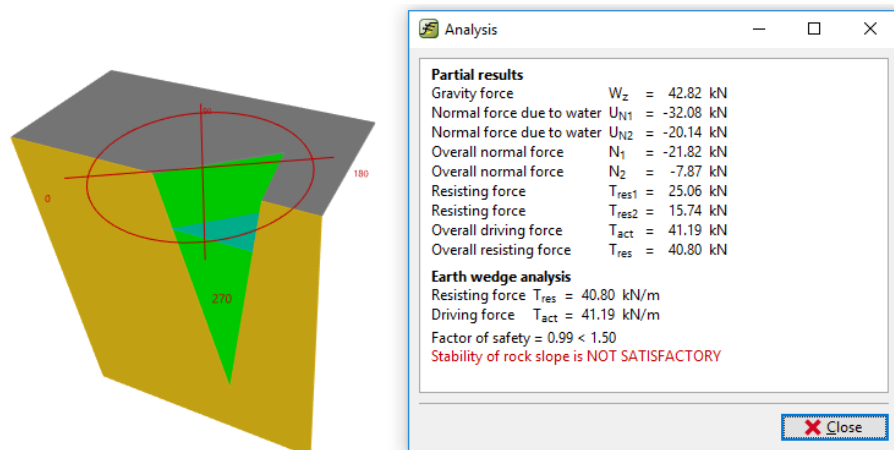 90
180
0
270
Analysis
Partial results
Gravity force W_z = 42.82 kN
Normal force due to water U_N1 = -32.08 kN
Normal force due to water U_N2 = -20.14 kN
Overall normal force N_1 = -21.82 kN
Overall normal force N_2 = -7.87 kN
Resisting force T_res1 = 25.06 kN
Resisting force T_res2 = 15.74 kN
Overall driving force T_act = 41.19 kN
Overall resisting force T_res = 40.80 kN
Earth wedge analysis
Resisting force T_res = 40.80 kN/m
Driving force T_act = 41.19 kN/m
Factor of safety = 0.99 < 1.50
Stability of rock slope is NOT SATISFACTORY
Close